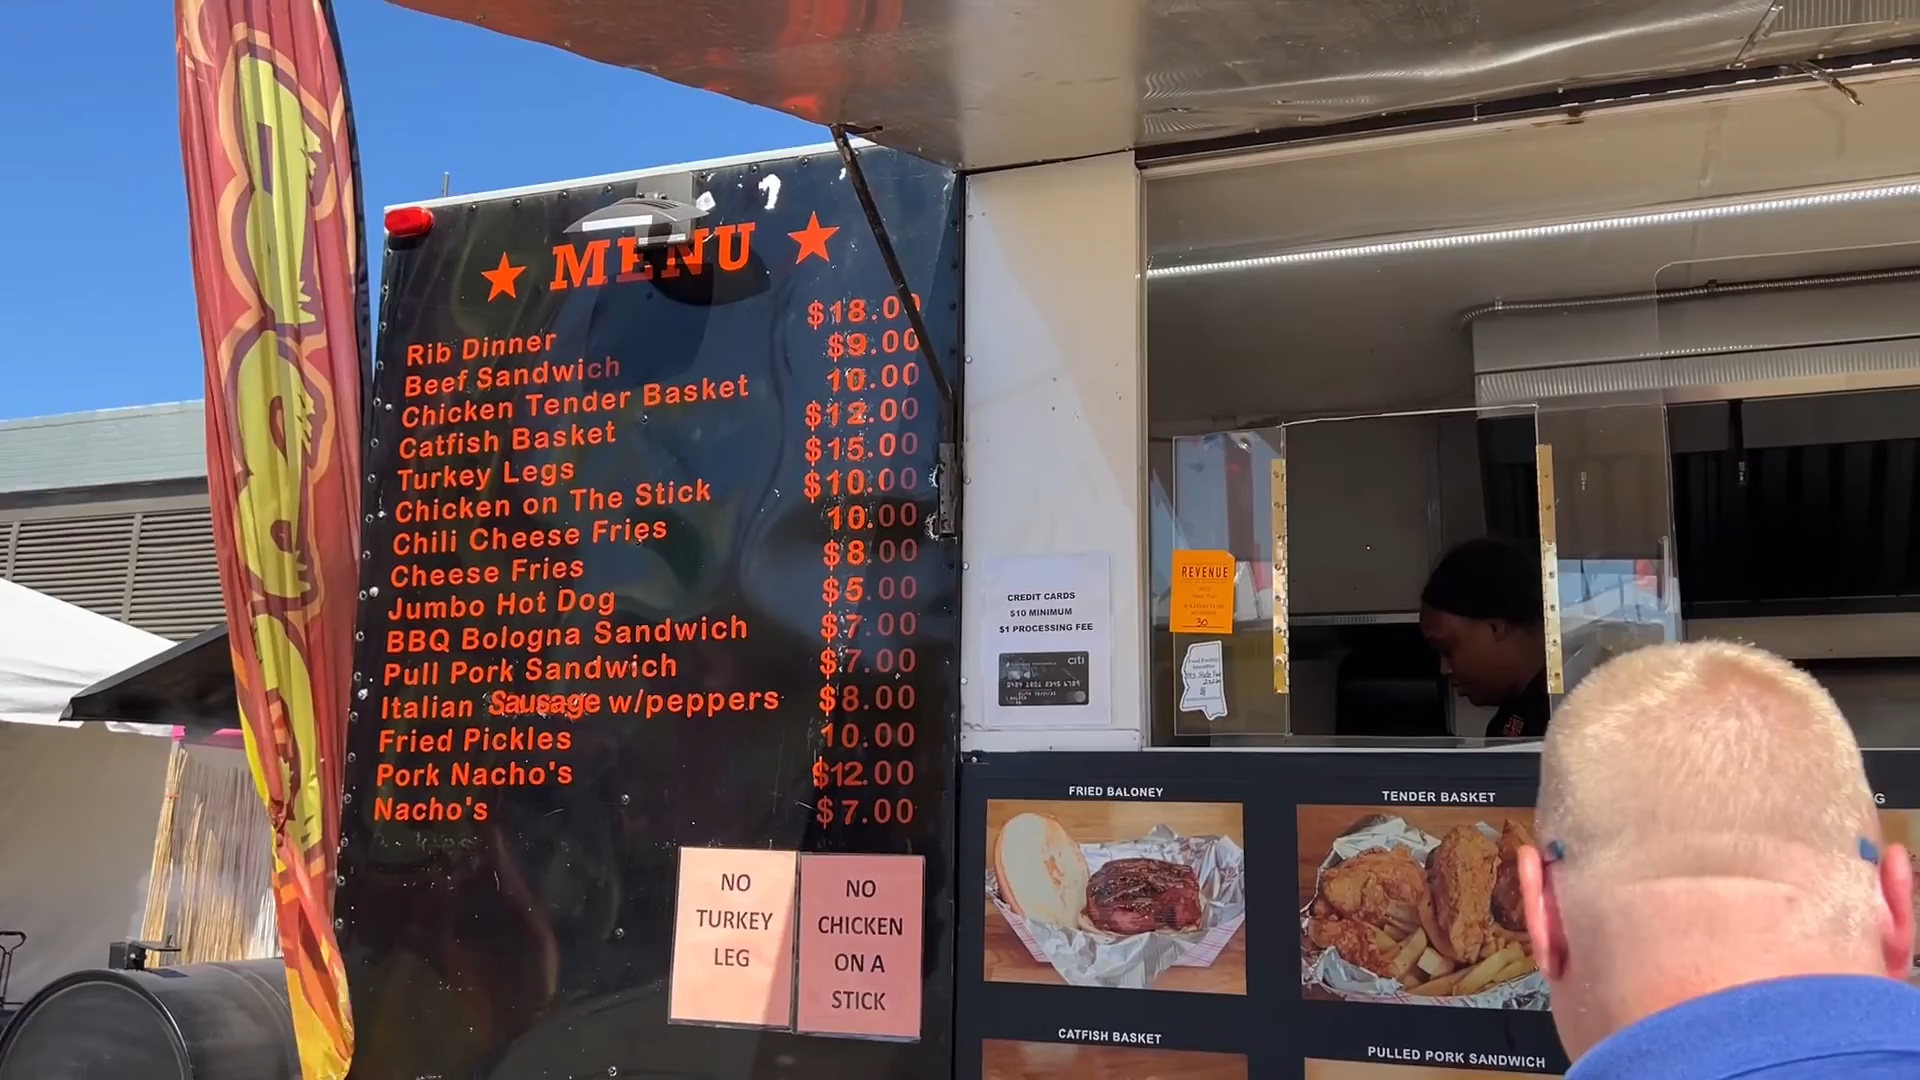 MENU
Rib Dinner $18.00
Beef Sandwich $9.00
Chicken Tender Basket 10.00
Catfish Basket $12.00
Turkey Legs $15.00
Chicken on The Stick $10.00
Chili Cheese Fries 10.00
Cheese Fries $8.00
Jumbo Hot Dog $5.00
BBQ Bologna Sandwich $7.00
Pull Pork Sandwich $7.00
Italian Sausage w/peppers $8.00
Fried Pickles 10.00
Pork Nacho's $12.00
Nacho's $7.00
NO
TURKEY
LEG
NO
CHICKEN
ON A
STICK
CREDIT CARDS
$10 MINIMUM
$1 PROCESSING FEE
citi
REVENUE
30
FRIED BALONEY
TENDER BASKET
G
CATFISH BASKET
PULLED PORK SANDWICH